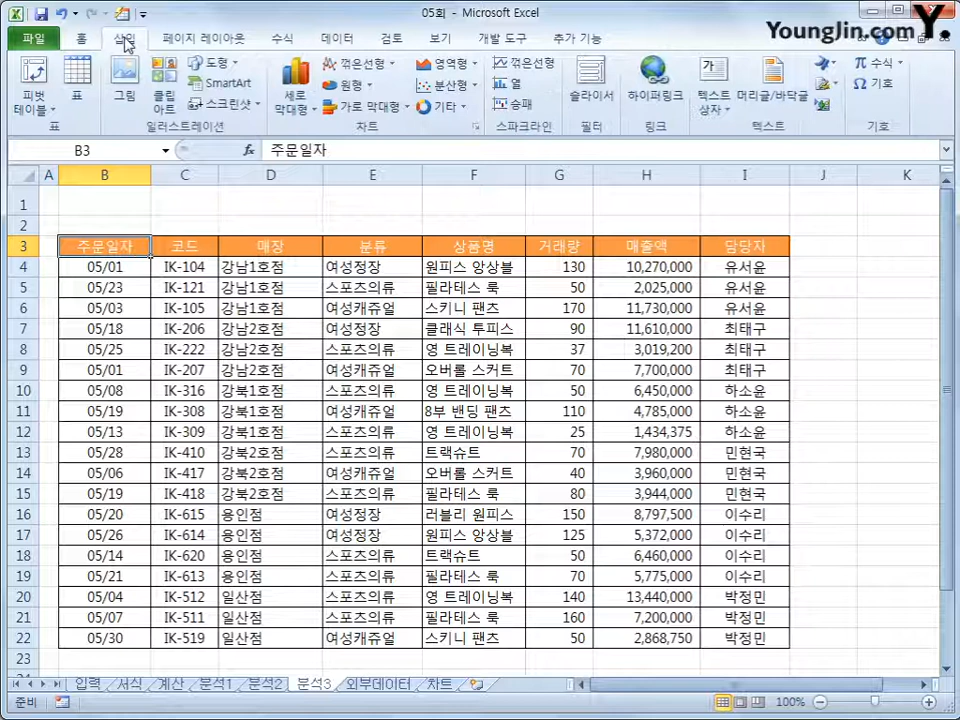 05회 - Microsoft Excel
YoungJin.com Y.
파일 홈 삽입 페이지 레이아웃 수식 데이터 검토 보기 개발 도구 추가 기능
피벗 테이블 표 그림 클립 아트 도형 SmartArt 스크린샷 세로 막대형 꺾은선형 원형 가로 막대형 영역형 분산형 기타 꺾은선형 열 승패 슬라이서 하이퍼링크 텍스트 상자 머리글/바닥글 π 수식 Ω 기호
표 일러스트레이션 차트 스파크라인 필터 링크 텍스트 기호
B3 fx 주문일자
A B C D E F G H I J K
1
2
3 주문일자 코드 매장 분류 상품명 거래량 매출액 담당자
4 05/01 IK-104 강남1호점 여성정장 원피스 앙상블 130 10,270,000 유서윤
5 05/23 IK-121 강남1호점 스포츠의류 필라테스 룩 50 2,025,000 유서윤
6 05/03 IK-105 강남1호점 여성캐쥬얼 스키니 팬츠 170 11,730,000 유서윤
7 05/18 IK-206 강남2호점 여성정장 클래식 투피스 90 11,610,000 최태구
8 05/25 IK-222 강남2호점 스포츠의류 영 트레이닝복 37 3,019,200 최태구
9 05/01 IK-207 강남2호점 여성캐쥬얼 오버롤 스커트 70 7,700,000 최태구
10 05/08 IK-316 강북1호점 스포츠의류 영 트레이닝복 50 6,450,000 하소윤
11 05/19 IK-308 강북1호점 여성캐쥬얼 8부 밴딩 팬츠 110 4,785,000 하소윤
12 05/13 IK-309 강북1호점 스포츠의류 영 트레이닝복 25 1,434,375 하소윤
13 05/28 IK-410 강북2호점 스포츠의류 트랙슈트 70 7,980,000 민현국
14 05/06 IK-417 강북2호점 여성캐쥬얼 오버롤 스커트 40 3,960,000 민현국
15 05/19 IK-418 강북2호점 스포츠의류 필라테스 룩 80 3,944,000 민현국
16 05/20 IK-615 용인점 여성정장 러블리 원피스 150 8,797,500 이수리
17 05/26 IK-614 용인점 여성정장 원피스 앙상블 125 5,372,000 이수리
18 05/14 IK-620 용인점 스포츠의류 트랙슈트 50 6,460,000 이수리
19 05/21 IK-613 용인점 스포츠의류 필라테스 룩 70 5,775,000 이수리
20 05/04 IK-512 일산점 스포츠의류 영 트레이닝복 140 13,440,000 박정민
21 05/07 IK-511 일산점 스포츠의류 필라테스 룩 160 7,200,000 박정민
22 05/30 IK-519 일산점 여성캐쥬얼 스키니 팬츠 50 2,868,750 박정민
23
입력 서식 계산 분석1 분석2 분석3 외부데이터 차트
준비 100%